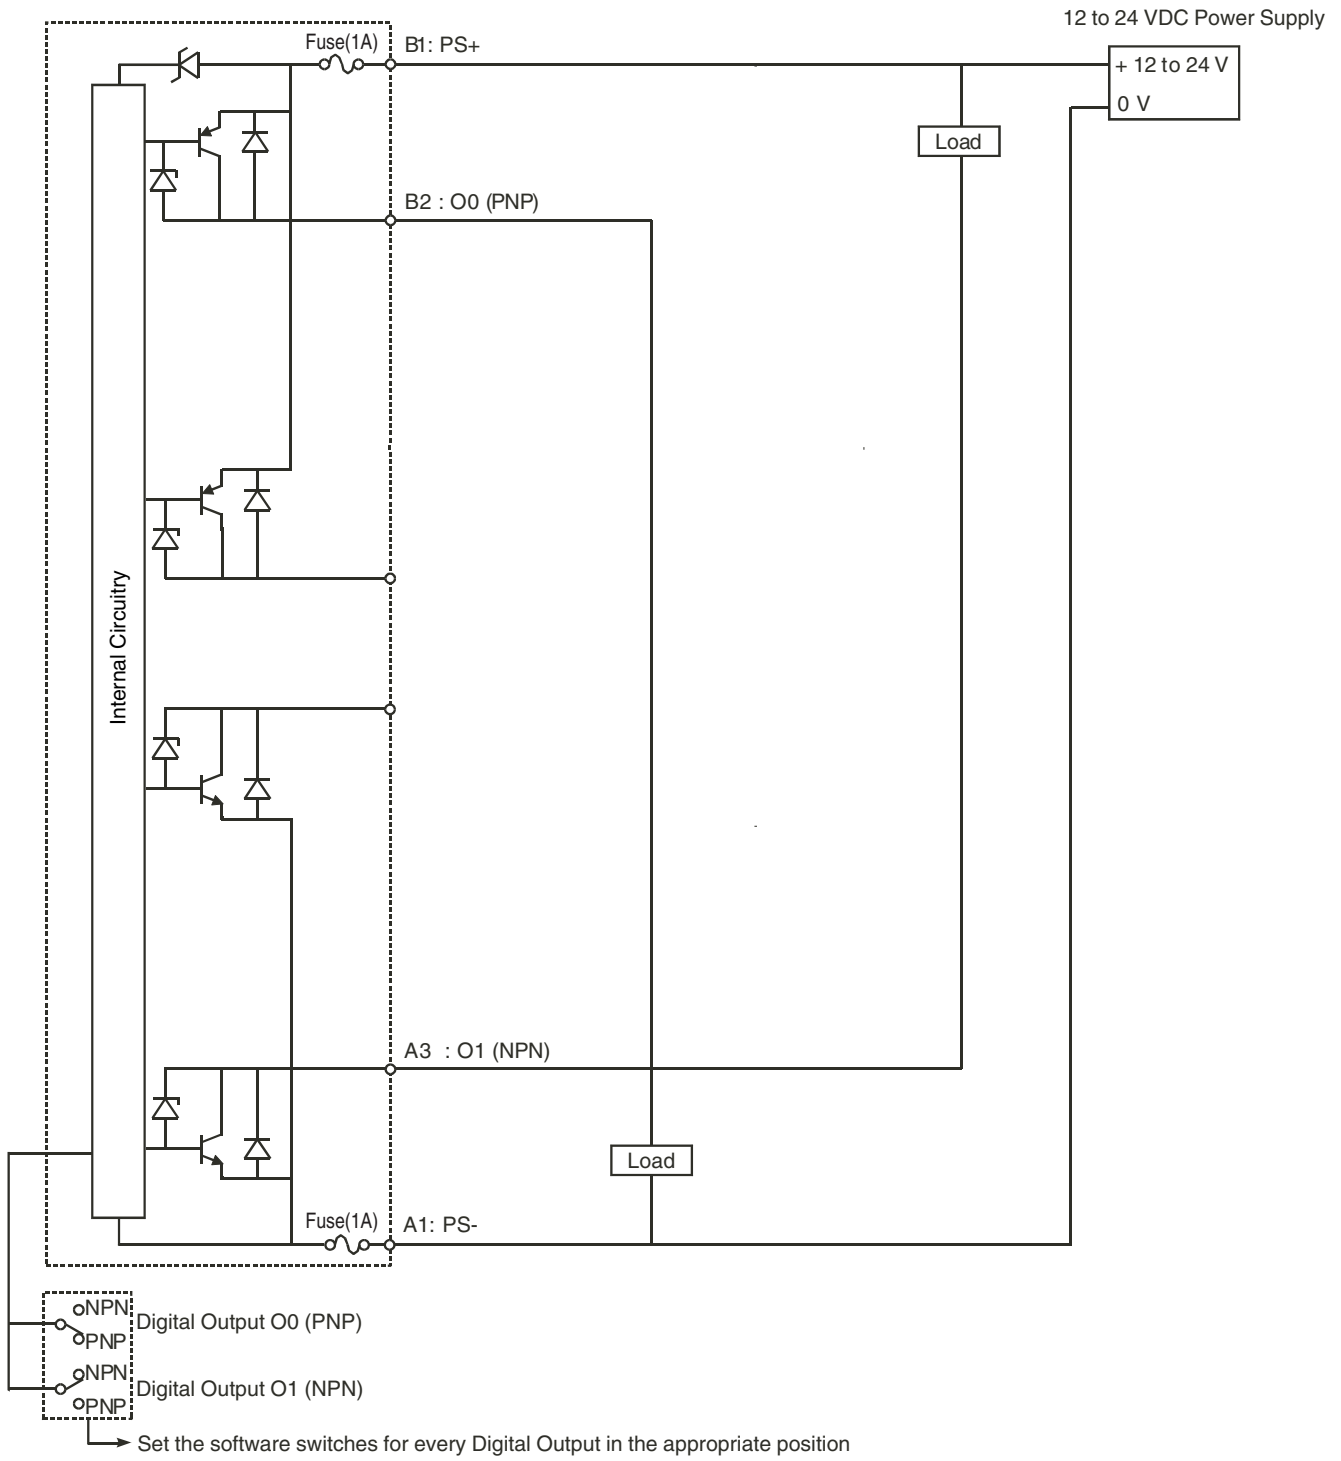 12 to 24 VDC Power Supply
Fuse(1A)
B1: PS+
+ 12 to 24 V
0 V
Load
B2 : O0 (PNP)
Internal Circuitry
A3 : O1 (NPN)
Load
Fuse(1A)
A1: PS-
NPN
Digital Output O0 (PNP)
PNP
NPN
Digital Output O1 (NPN)
PNP
Set the software switches for every Digital Output in the appropriate position